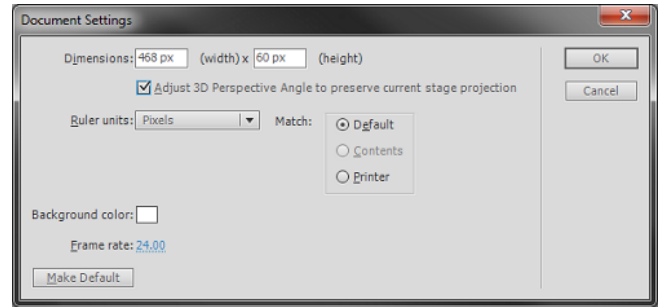 Document Settings
Dimensions: 468 px (width) x 60 px (height)
OK
Adjust 3D Perspective Angle to preserve current stage projection
Cancel
Ruler units: Pixels Match: Default
Contents
Printer
Background color:
Frame rate: 24.00
Make Default